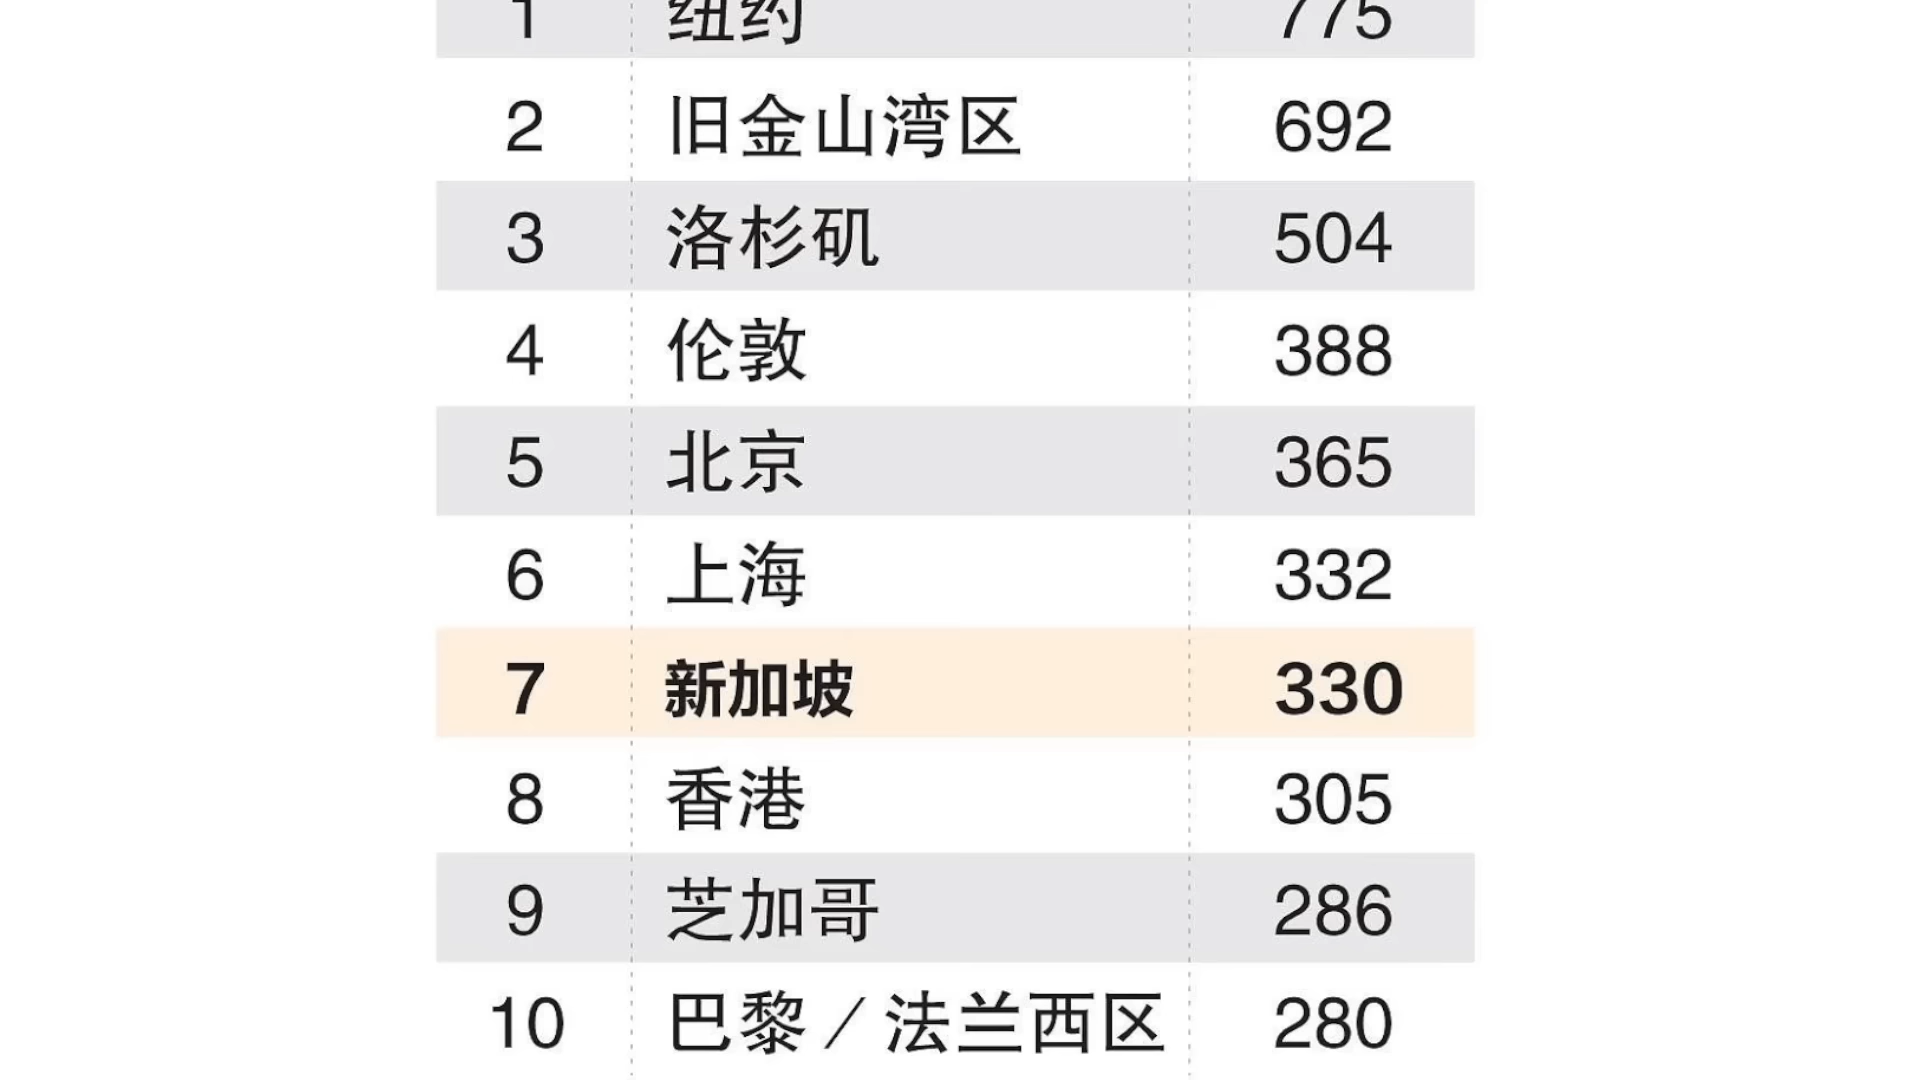 1 纽约 775
2 旧金山湾区 692
3 洛杉矶 504
4 伦敦 388
5 北京 365
6 上海 332
7 新加坡 330
8 香港 305
9 芝加哥 286
10 巴黎／法兰西区 280